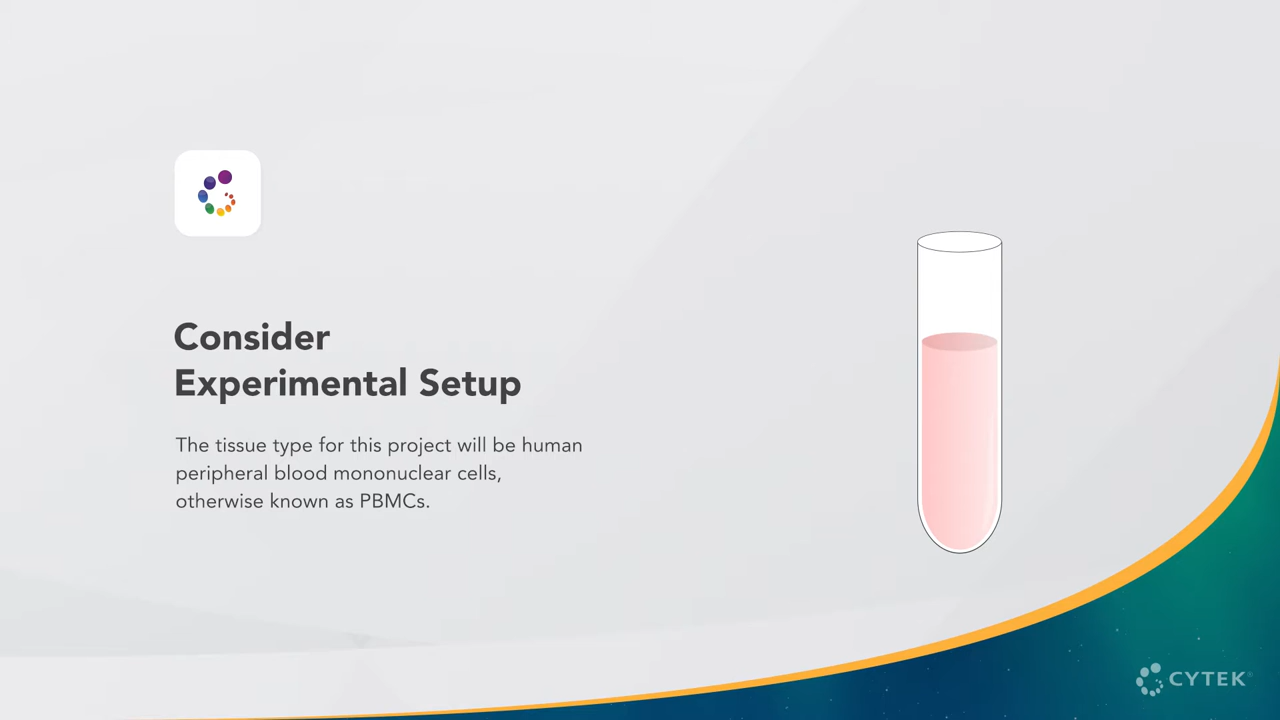 Consider
Experimental Setup
The tissue type for this project will be human
peripheral blood mononuclear cells,
otherwise known as PBMCs.
CYTEK®